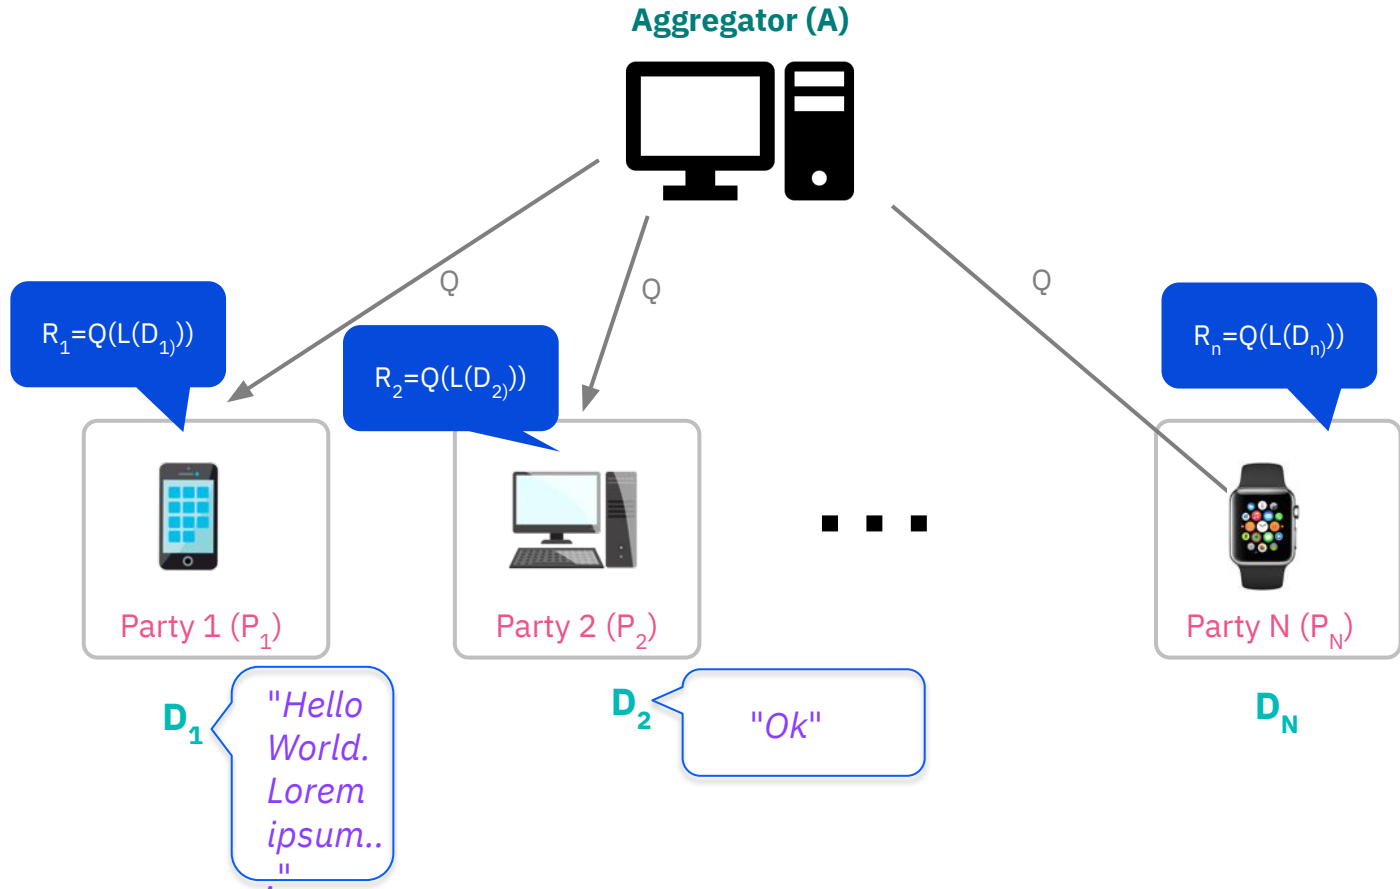 Aggregator (A)
Q
Q
Q
R1=Q(L(D1)))
R2=Q(L(D2)))
Rn=Q(L(Dn)))
Party 1 (P1)
Party 2 (P2)
Party N (PN)
D1
"Hello
World.
Lorem
ipsum..
."
D2
"Ok"
DN